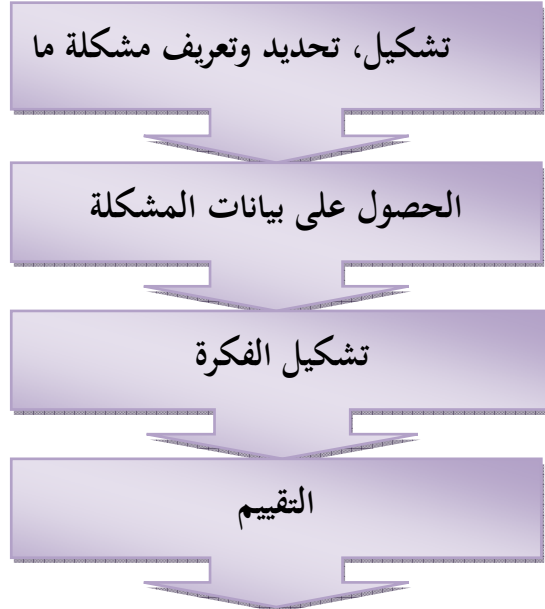 تشكيل، تحديد وتعريف مشكلة ما
الحصول على بيانات المشكلة
تشكيل الفكرة
التقييم